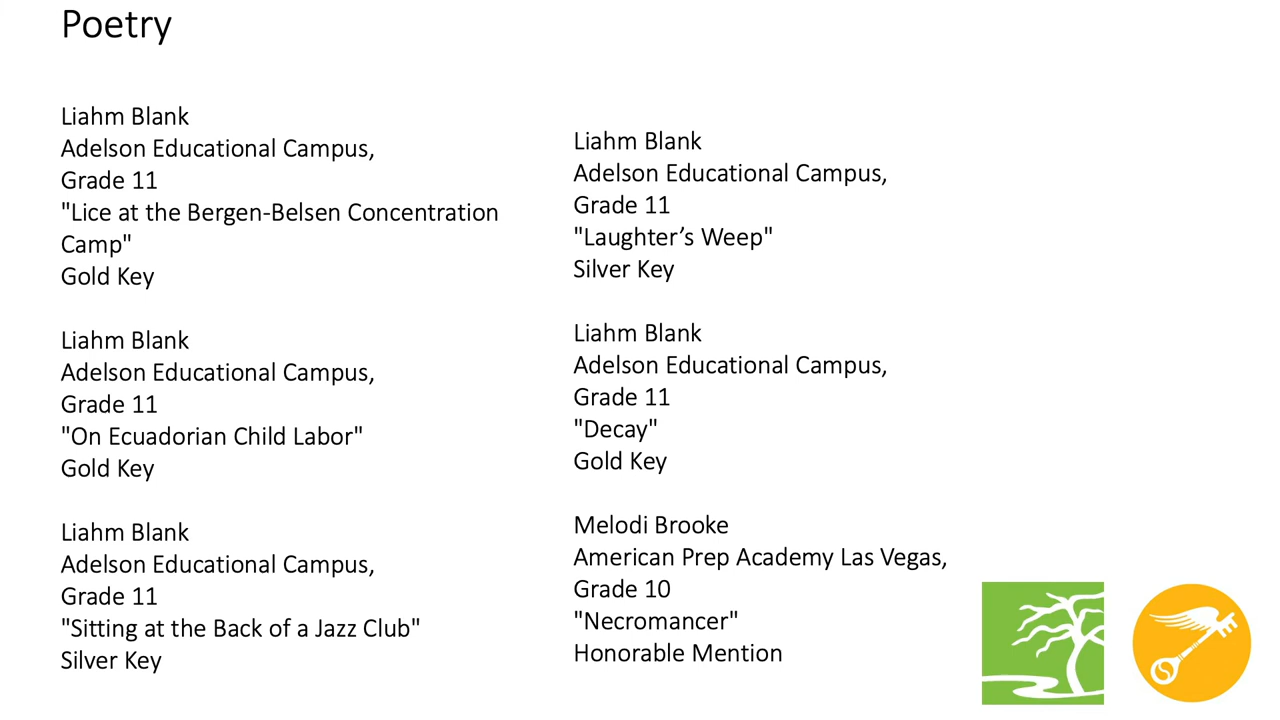 Poetry
Liahm Blank
Adelson Educational Campus,
Grade 11
"Lice at the Bergen-Belsen Concentration
Camp"
Gold Key
Liahm Blank
Adelson Educational Campus,
Grade 11
"On Ecuadorian Child Labor"
Gold Key
Liahm Blank
Adelson Educational Campus,
Grade 11
"Sitting at the Back of a Jazz Club"
Silver Key
Liahm Blank
Adelson Educational Campus,
Grade 11
"Laughter’s Weep"
Silver Key
Liahm Blank
Adelson Educational Campus,
Grade 11
"Decay"
Gold Key
Melodi Brooke
American Prep Academy Las Vegas,
Grade 10
"Necromancer"
Honorable Mention